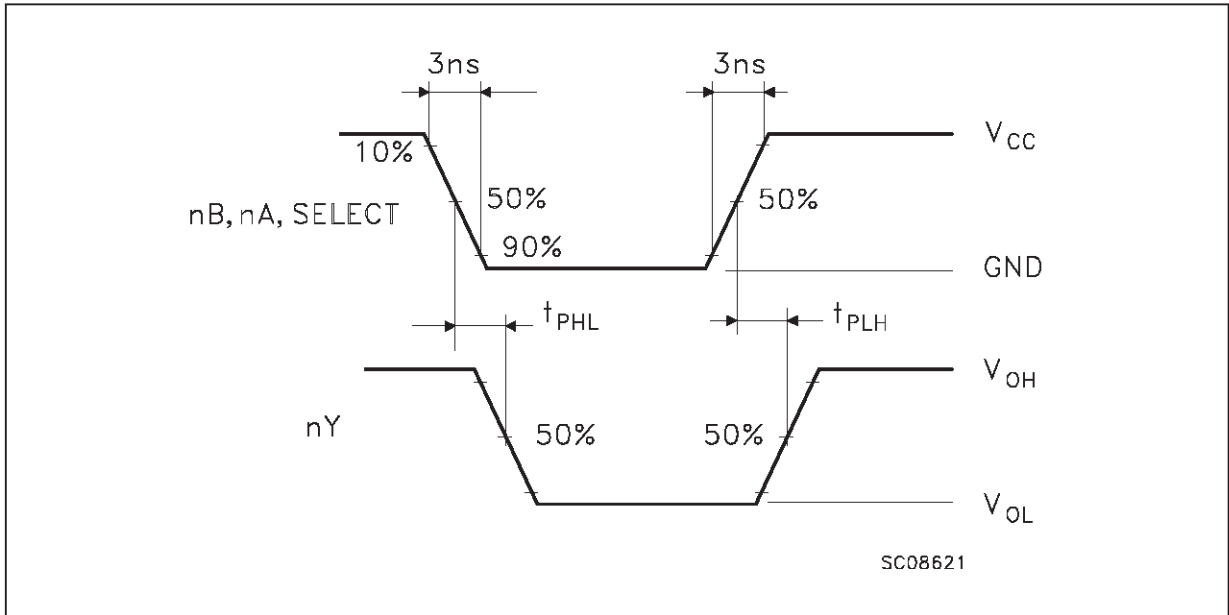 3ns 3ns
10% V_CC
nB, nA, SELECT 50% 50%
90%
GND
t_PHL t_PLH
V_OH
nY 50% 50%
V_OL
SC08621